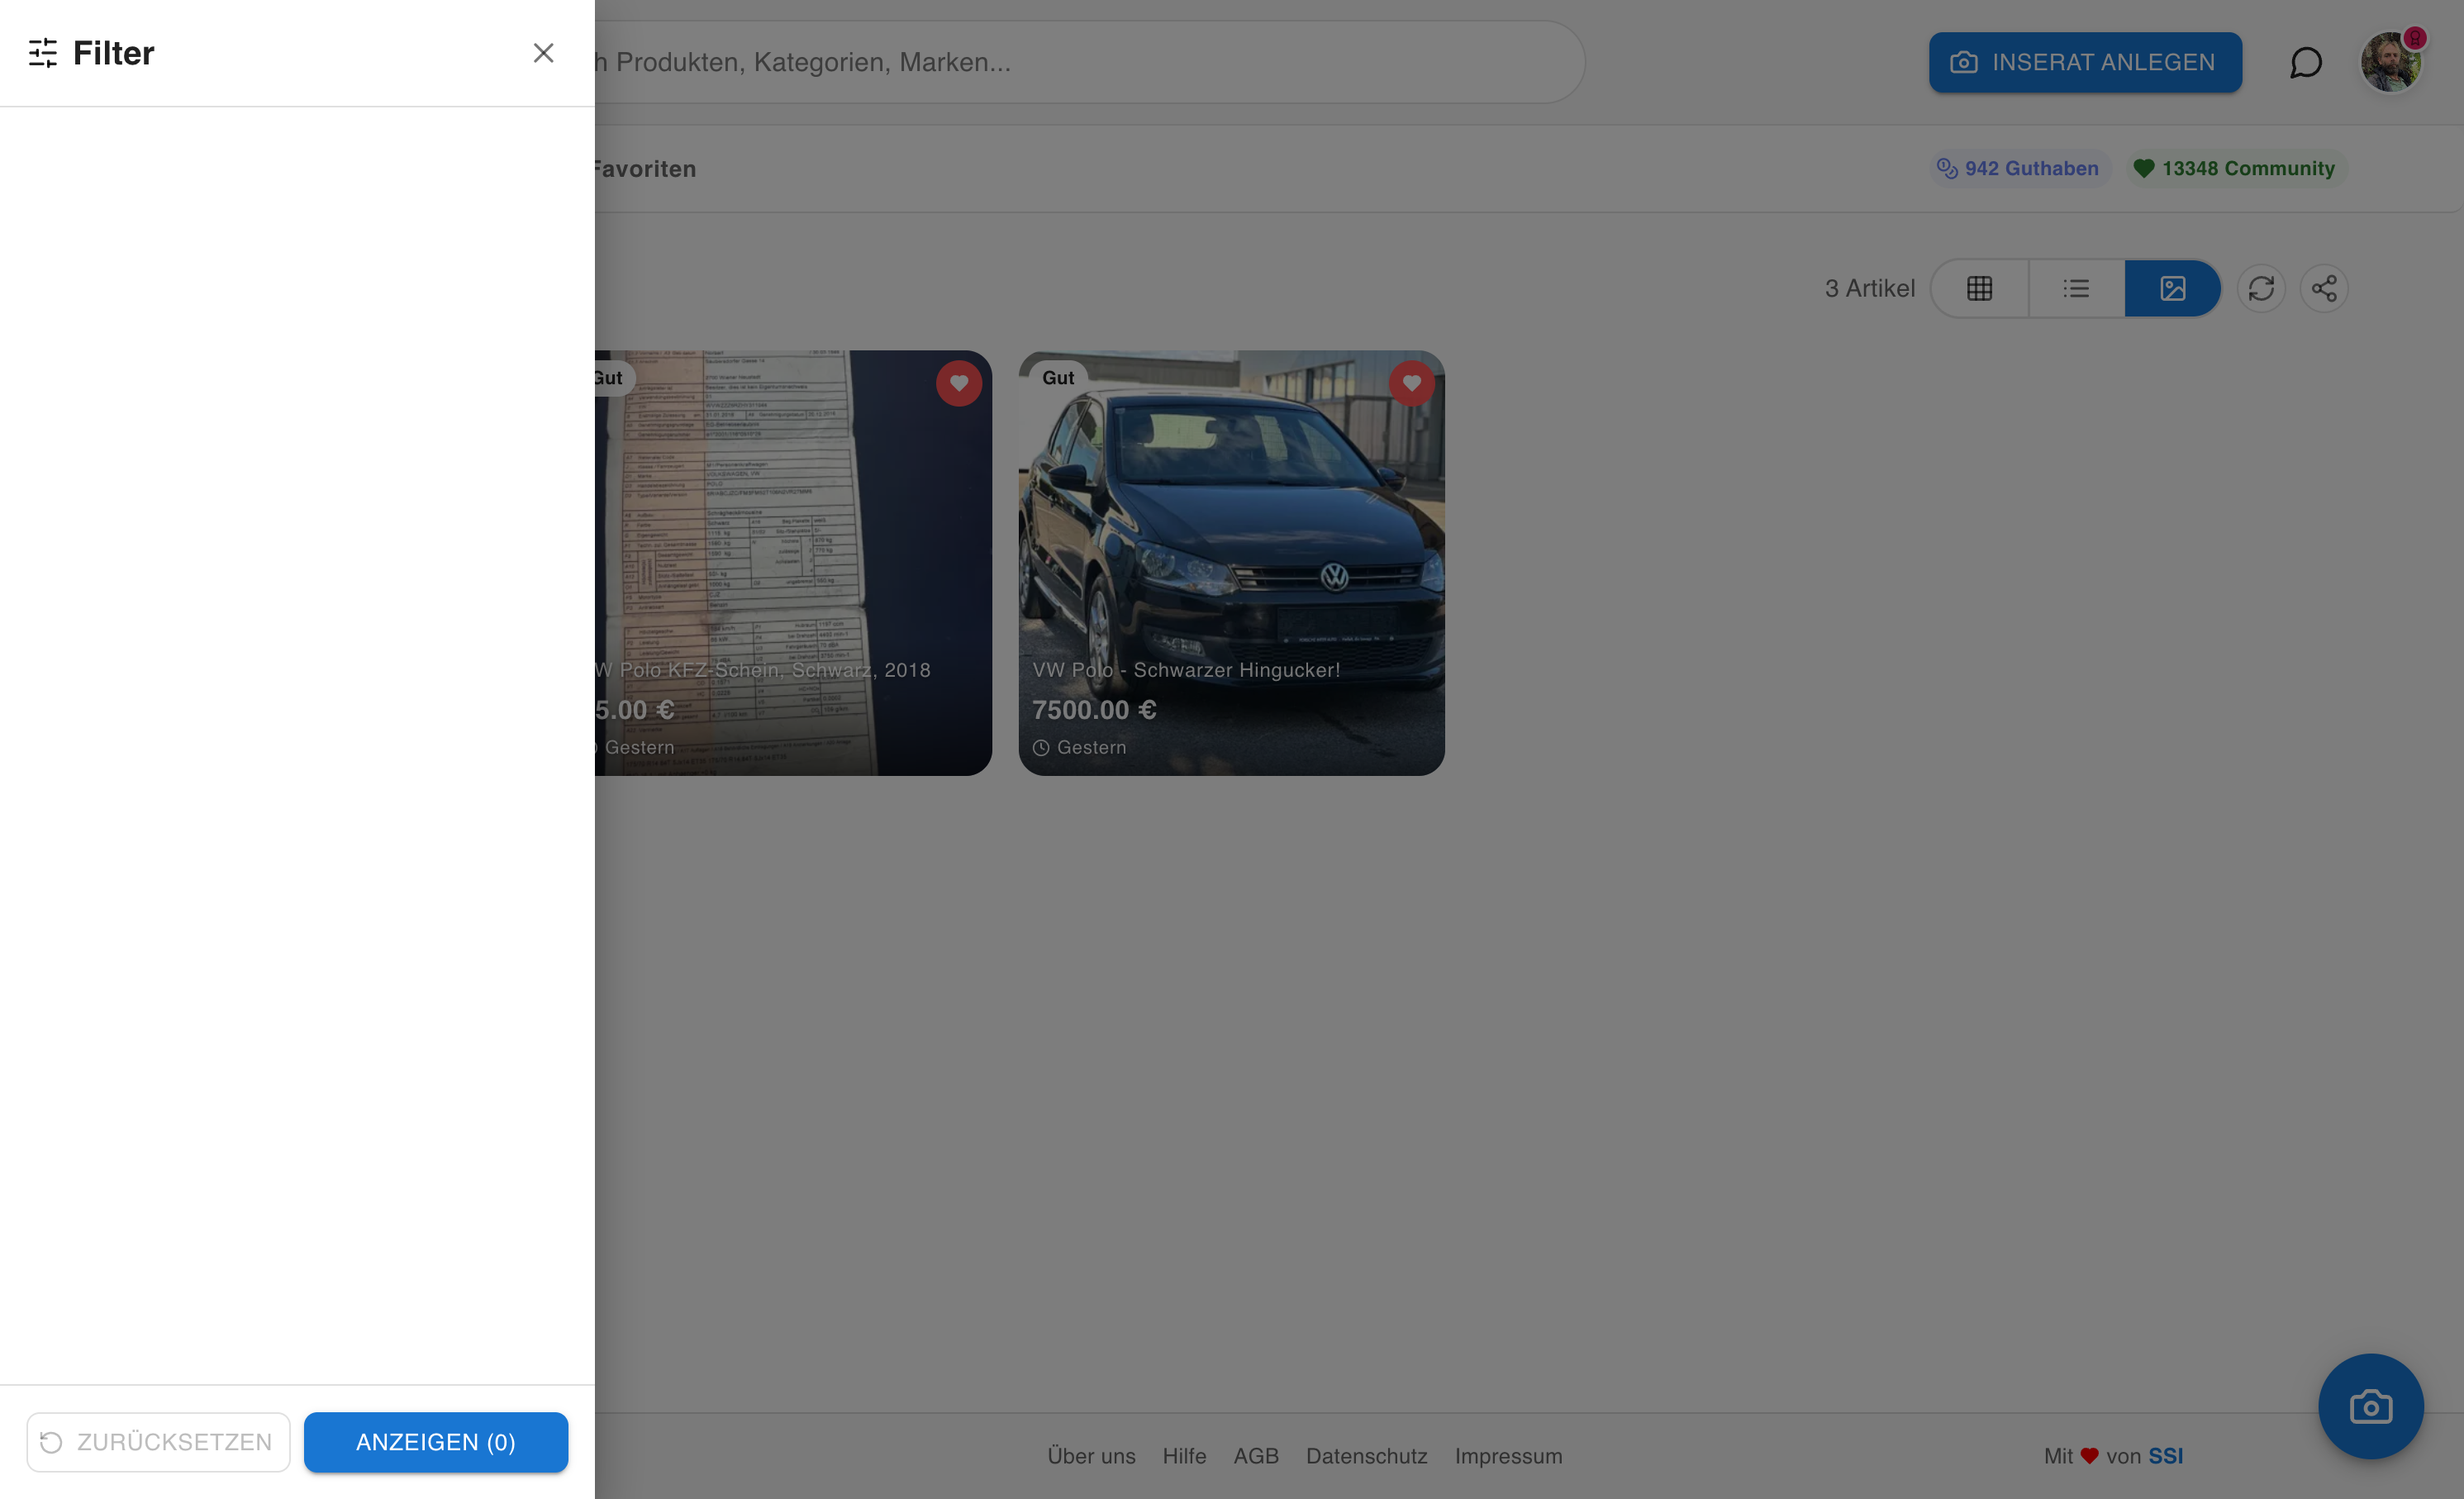 Filter
h Produkten, Kategorien, Marken...
INSERAT ANLEGEN
Favoriten
942 Guthaben
13348 Community
3 Artikel
Gut
Gut
W Polo KFZ-Schein, Schwarz, 2018
5.00 €
Gestern
VW Polo - Schwarzer Hingucker!
7500.00 €
Gestern
ZURÜCKSETZEN
ANZEIGEN (0)
Über uns
Hilfe
AGB
Datenschutz
Impressum
Mit von SSI